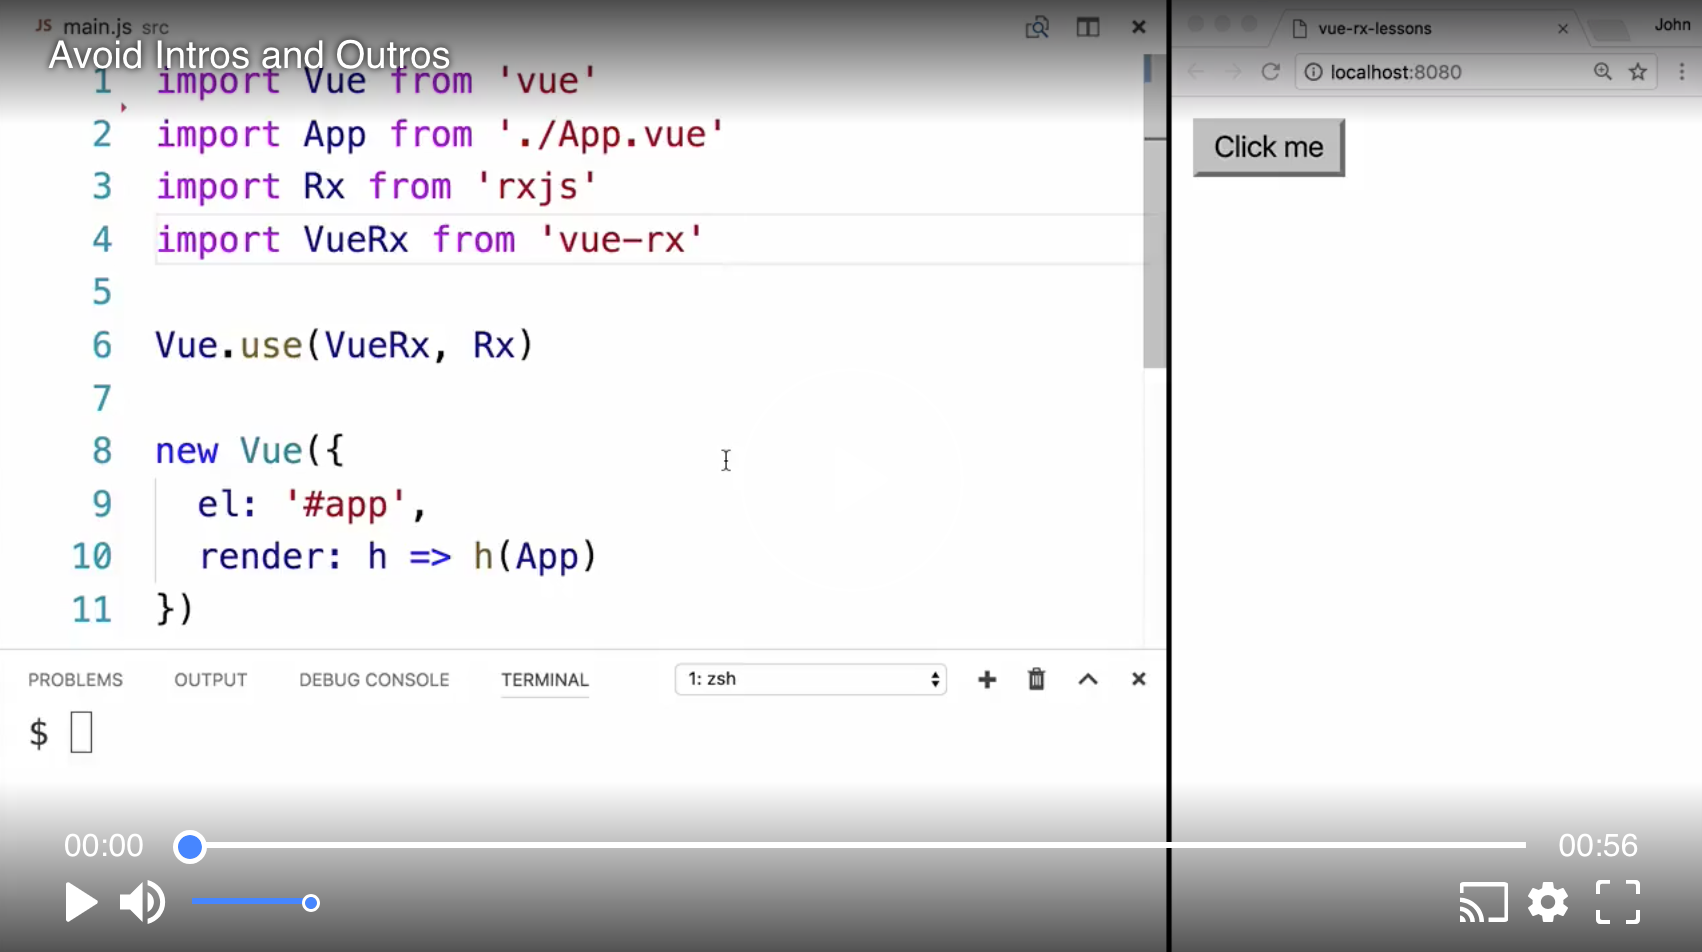 JS main.js src
Avoid Intros and Outros
1 import Vue from 'vue'
2 import App from './App.vue'
3 import Rx from 'rxjs'
4 import VueRx from 'vue-rx'
5
6 Vue.use(VueRx, Rx)
7
8 new Vue({
9 el: '#app',
10 render: h => h(App)
11 })
PROBLEMS OUTPUT DEBUG CONSOLE TERMINAL 1: zsh
$
vue-rx-lessons John
localhost:8080
Click me
00:00 00:56